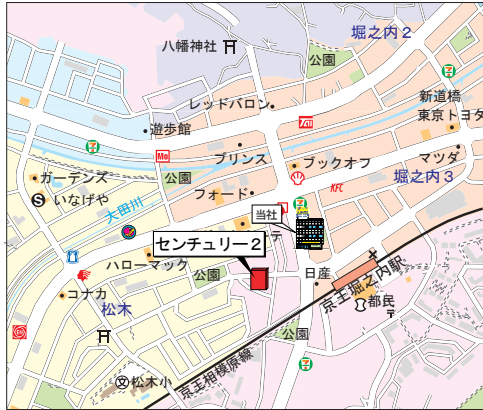 堀之内2
八幡神社
公園
レッドバロン
新道橋
東京トヨタ
遊歩館
Mo
プリンス
ブックオフ
マツダ
ガーデンズ
公園
フォード
KFC
堀之内3
いなげや
大田川
当社
テ
センチュリー2
ハローマック
公園
日産
京王堀之内駅
コナカ
松木
都民
公園
京王相模原線
文松木小